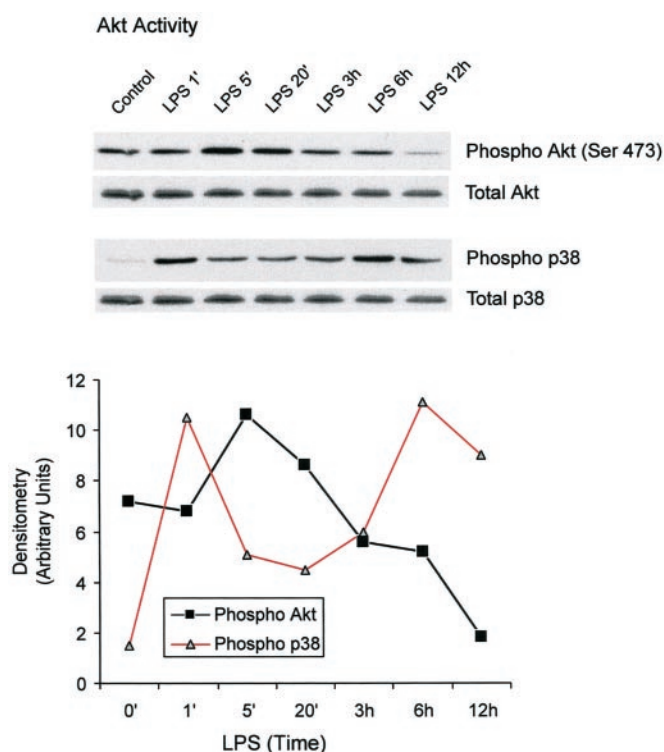 Akt Activity
Control LPS 1' LPS 5' LPS 20' LPS 3h LPS 6h LPS 12h
Phospho Akt (Ser 473)
Total Akt
Phospho p38
Total p38
12
10
8
6
4
2
0
Densitometry
(Arbitrary Units)
Phospho Akt
Phospho p38
0' 1' 5' 20' 3h 6h 12h
LPS (Time)